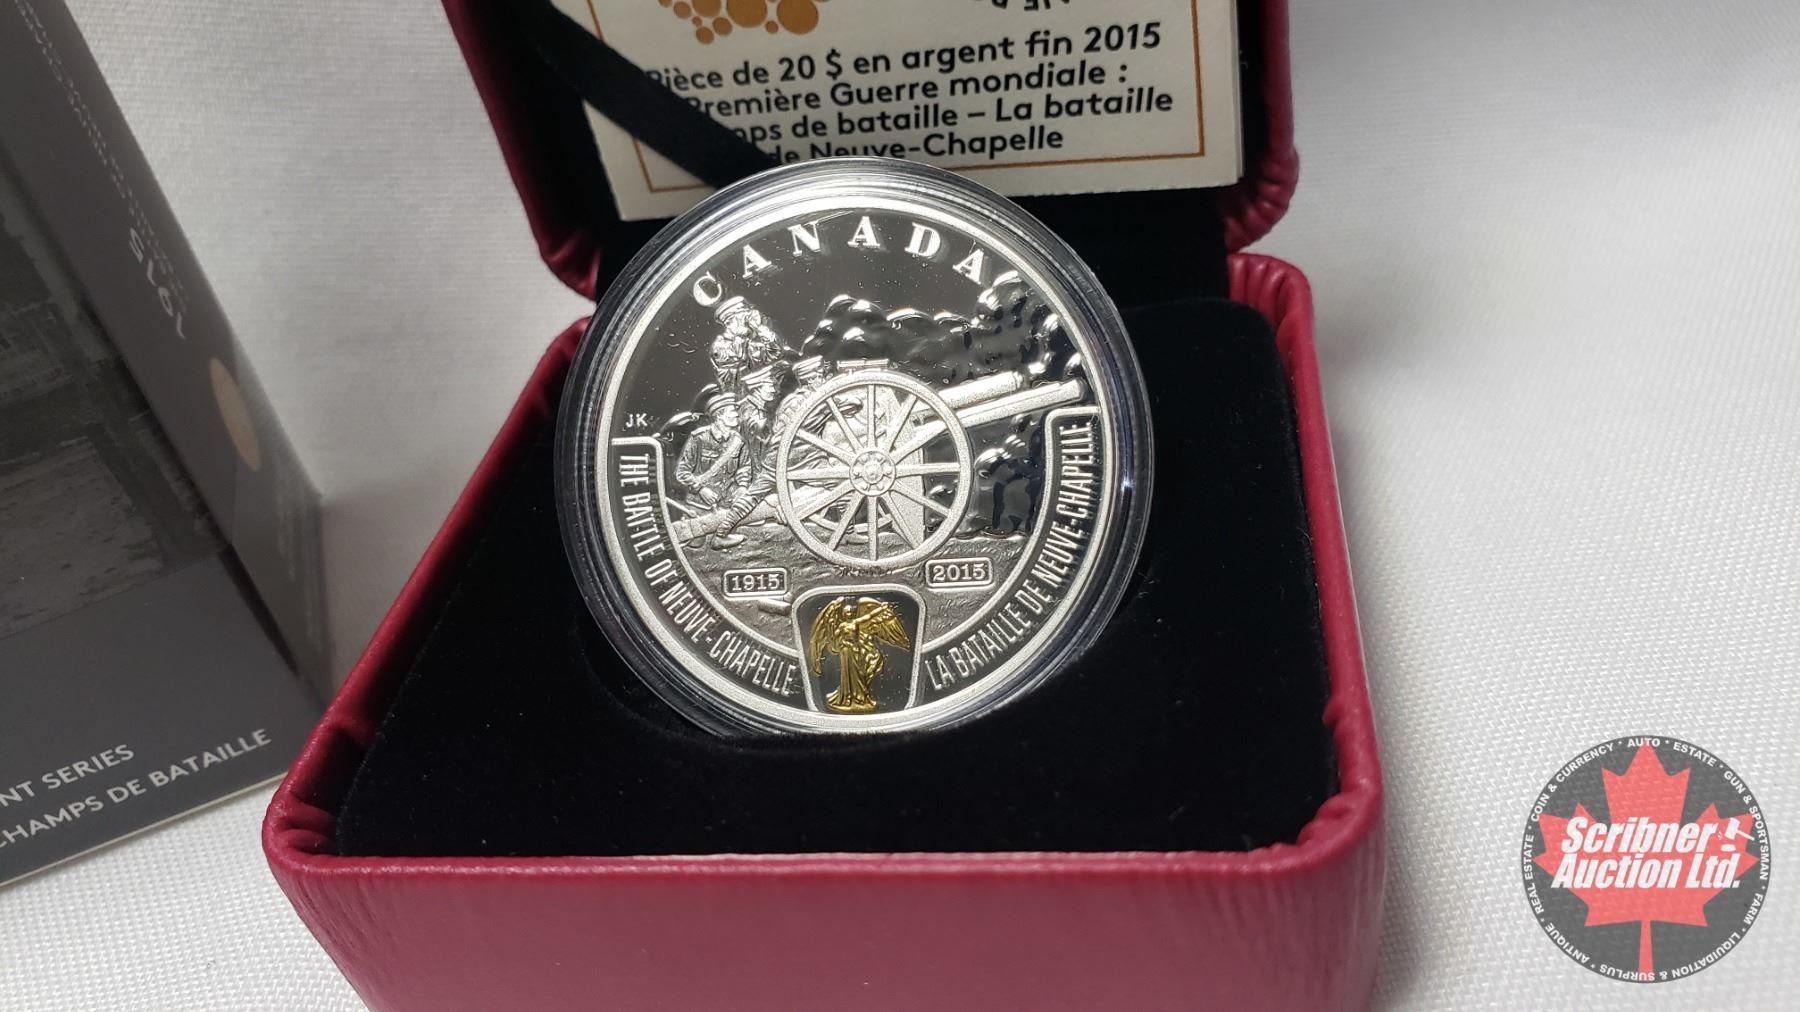 Pièce de 20 $ en argent fin 2015
Première Guerre mondiale :
de bataille – La bataille
de Neuve-Chapelle
CANADA
JK
THE BATTLE OF NEUVE-CHAPELLE
LA BATAILLE DE NEUVE-CHAPELLE
1915
2015
1915
NT SERIES
CHAMPS DE BATAILLE
COIN & CURRENCY * AUTO * ESTATE * GUN & SPORTSMAN * FARM * LIQUIDATION & SURPLUS * ANTIQUE * REAL ESTATE *
Scribner
Auction Ltd.